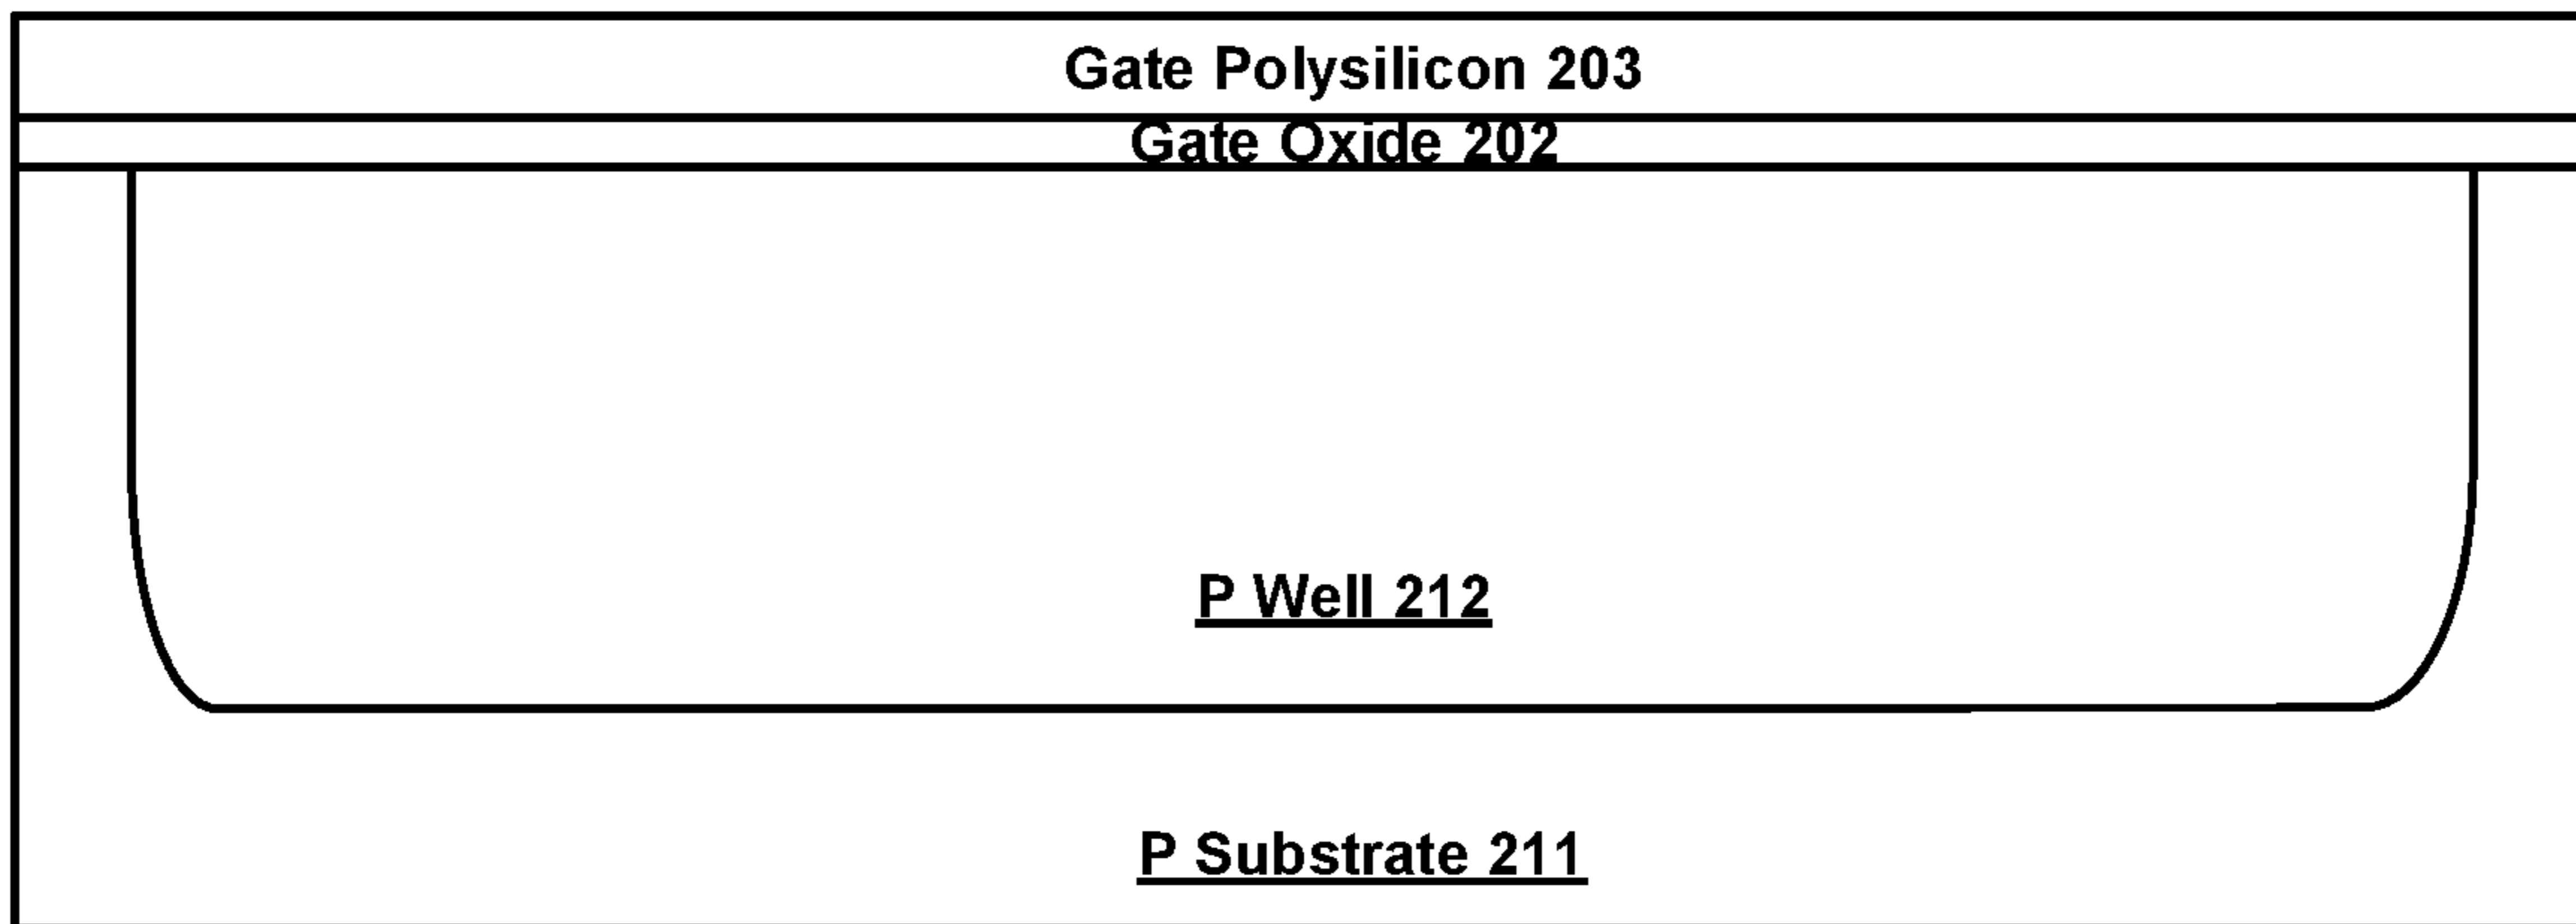 Gate Polysilicon 203
Gate Oxide 202
P Well 212
P Substrate 211